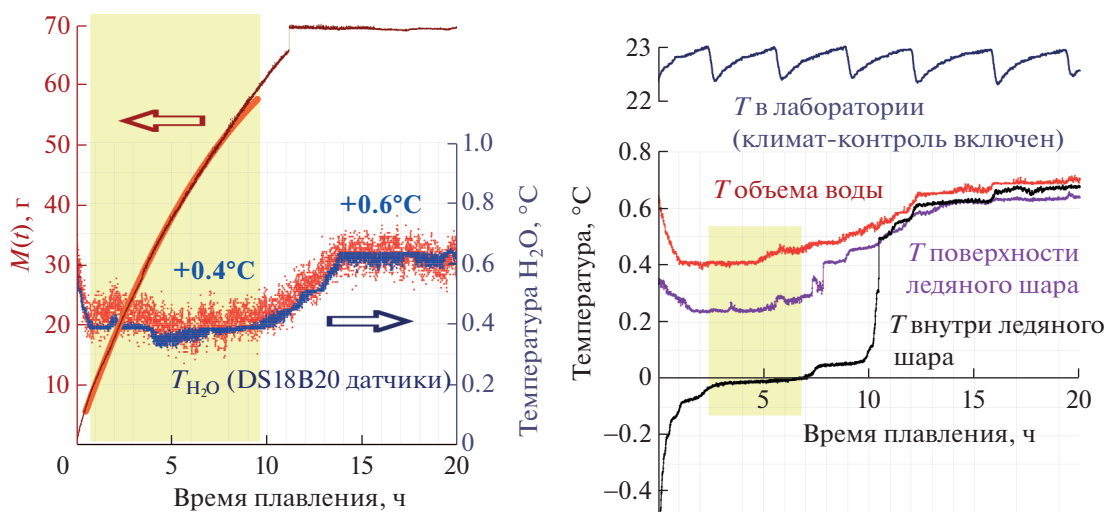 70
60
50
40
30
20
10
0
5
10
15
20
M(t), г
Время плавления, ч
1.0
0.8
0.6
0.4
0.2
0
Температура H₂O, °C
+0.4°C
+0.6°C
T H₂O (DS18B20 датчики)
23
22
T в лаборатории
(климат-контроль включен)
0.8
0.6
0.4
0.2
0
−0.2
−0.4
Температура, °C
T объема воды
T поверхности
ледяного шара
T внутри ледяного
шара
5
10
15
20
Время плавления, ч